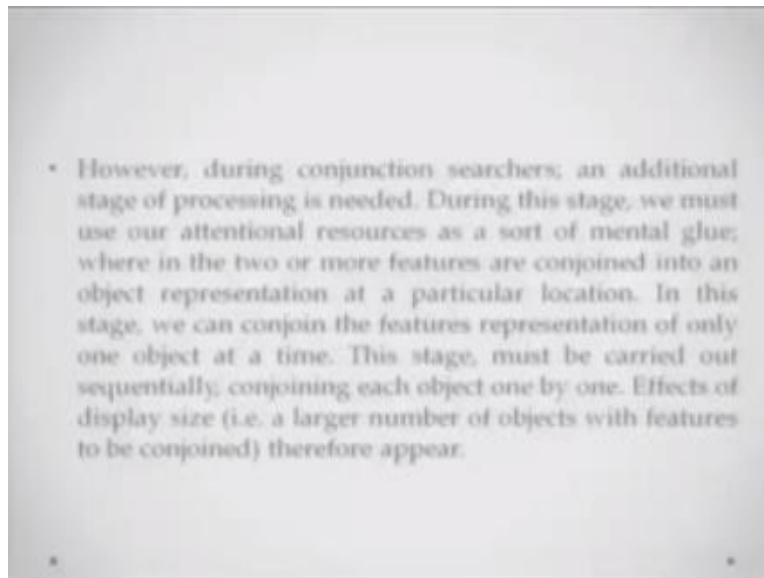 • However, during conjunction searchers; an additional
stage of processing is needed. During this stage, we must
use our attentional resources as a sort of mental glue;
where in the two or more features are conjoined into an
object representation at a particular location. In this
stage, we can conjoin the features representation of only
one object at a time. This stage, must be carried out
sequentially, conjoining each object one by one. Effects of
display size (i.e. a larger number of objects with features
to be conjoined) therefore appear.